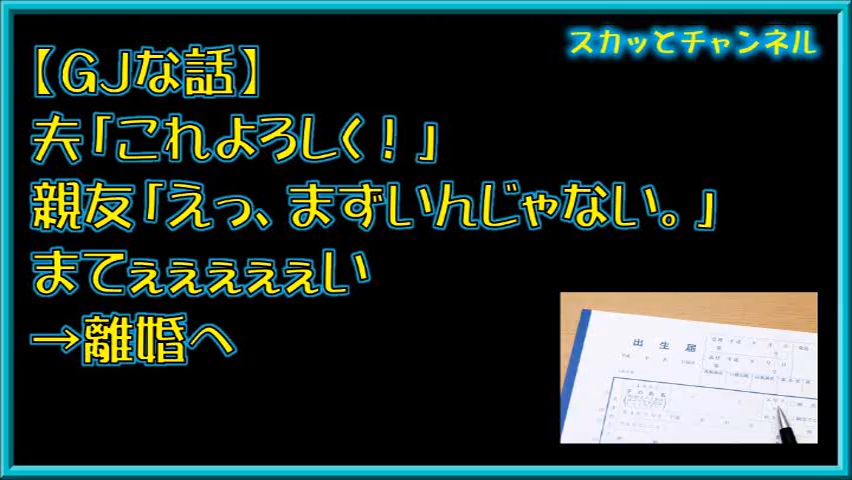 スカッとチャンネル
【GJな話】
夫「これよろしく！」
親友「えっ、まずいんじゃない。」
まてぇぇぇぇぇい
→離婚へ
出生届